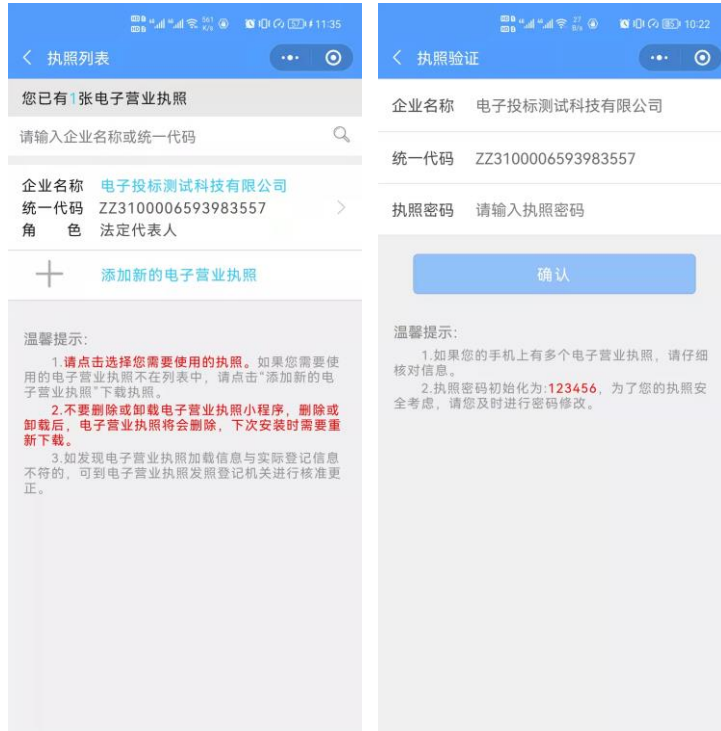 561 K/s 57 11:35
执照列表
您已有1张电子营业执照
请输入企业名称或统一代码
企业名称 电子投标测试科技有限公司
统一代码 ZZ3100006593983557
角 色 法定代表人
添加新的电子营业执照
温馨提示:
1.请点击选择您需要使用的执照。如果您需要使
用的电子营业执照不在列表中，请点击“添加新的电
子营业执照”下载执照。
2.不要删除或卸载电子营业执照小程序，删除或
卸载后，电子营业执照将会删除，下次安装时需要重
新下载。
3.如发现电子营业执照加载信息与实际登记信息
不符的，可到电子营业执照发照登记机关进行核准更
正。
27 B/s 10:22
执照验证
企业名称 电子投标测试科技有限公司
统一代码 ZZ3100006593983557
执照密码 请输入执照密码
确认
温馨提示:
1.如果您的手机上有多个电子营业执照，请仔细
核对信息。
2.执照密码初始化为:123456，为了您的执照安
全考虑，请您及时进行密码修改。